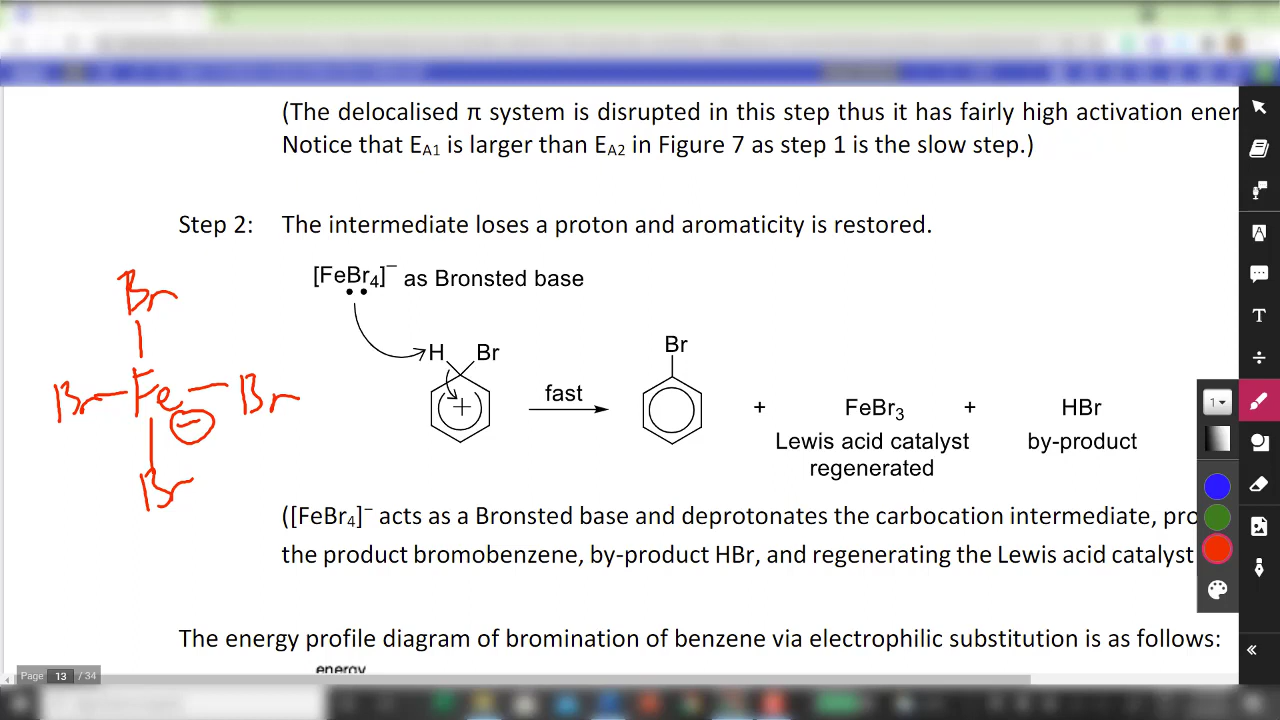 (The delocalised π system is disrupted in this step thus it has fairly high activation ener
Notice that EA1 is larger than EA2 in Figure 7 as step 1 is the slow step.)
Step 2: The intermediate loses a proton and aromaticity is restored.
[FeBr4]− as Bronsted base
H Br
+
fast
Br
+ FeBr3 + HBr
Lewis acid catalyst by-product
regenerated
Br
Br Fe Br
−
Br
([FeBr4]− acts as a Bronsted base and deprotonates the carbocation intermediate, pro
the product bromobenzene, by-product HBr, and regenerating the Lewis acid catalyst
The energy profile diagram of bromination of benzene via electrophilic substitution is as follows:
energy
Page 13 / 34
T
1